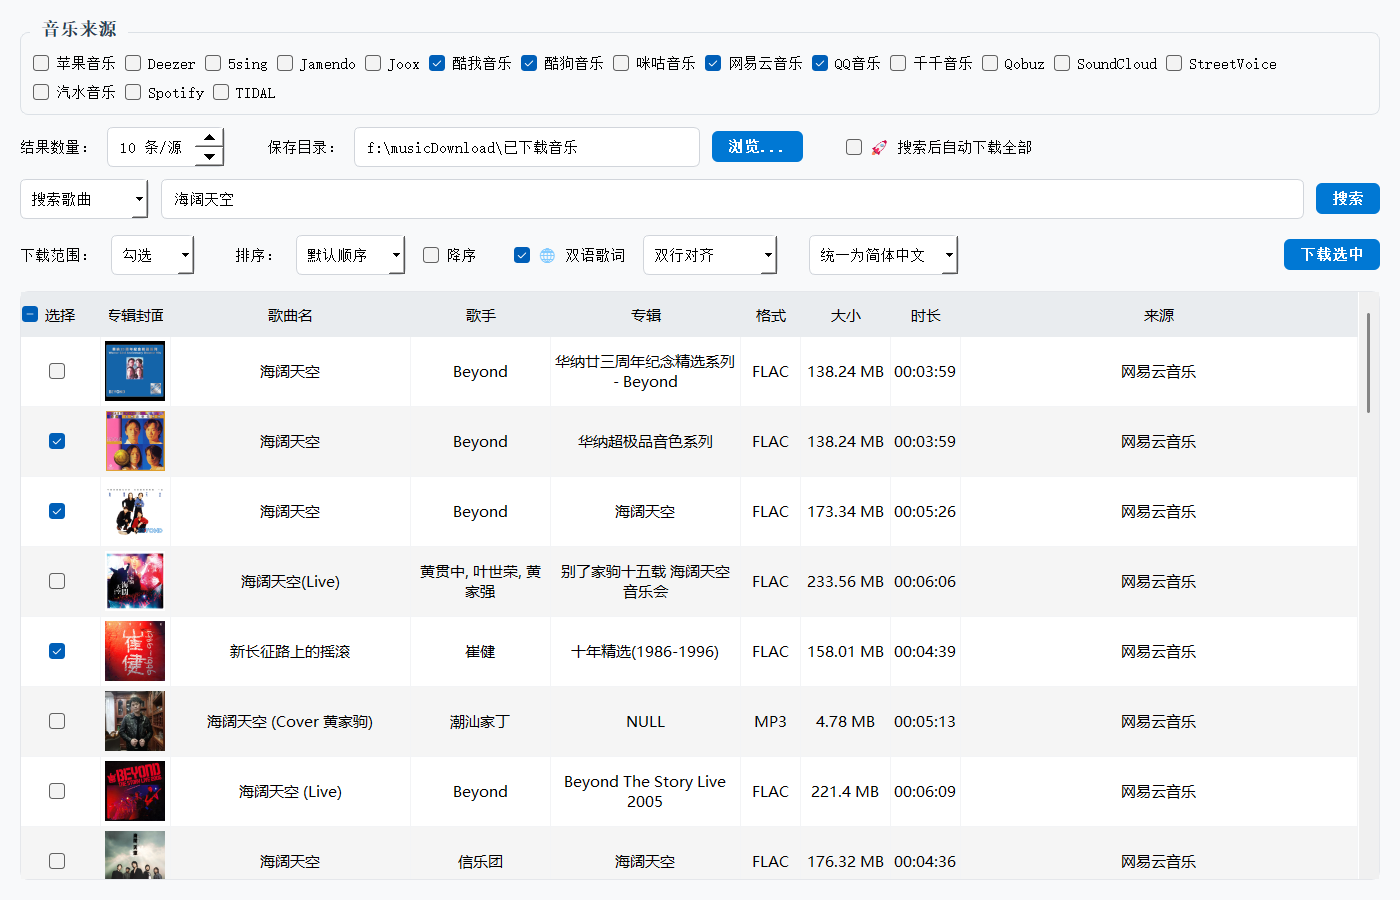 音乐来源
苹果音乐 Deezer 5sing Jamendo Joox 酷我音乐 酷狗音乐 咪咕音乐 网易云音乐 QQ音乐 千千音乐 Qobuz SoundCloud StreetVoice
汽水音乐 Spotify TIDAL
结果数量： 10 条/源 保存目录： f:\musicDownload\已下载音乐 浏览... 🚀 搜索后自动下载全部
搜索歌曲 海阔天空 搜索
下载范围： 勾选 排序： 默认顺序 降序 🌐 双语歌词 双行对齐 统一为简体中文 下载选中
选择 专辑封面 歌曲名 歌手 专辑 格式 大小 时长 来源
海阔天空 Beyond 华纳廿三周年纪念精选系列 - Beyond FLAC 138.24 MB 00:03:59 网易云音乐
海阔天空 Beyond 华纳超极品音色系列 FLAC 138.24 MB 00:03:59 网易云音乐
海阔天空 Beyond 海阔天空 FLAC 173.34 MB 00:05:26 网易云音乐
海阔天空(Live) 黄贯中, 叶世荣, 黄家强 别了家驹十五载 海阔天空音乐会 FLAC 233.56 MB 00:06:06 网易云音乐
崔健 1986-1996 新长征路上的摇滚 崔健 十年精选(1986-1996) FLAC 158.01 MB 00:04:39 网易云音乐
海阔天空 (Cover 黄家驹) 潮汕家丁 NULL MP3 4.78 MB 00:05:13 网易云音乐
BEYOND THE STORY LIVE 2005 海阔天空 (Live) Beyond Beyond The Story Live 2005 FLAC 221.4 MB 00:06:09 网易云音乐
海阔天空 信乐团 海阔天空 FLAC 176.32 MB 00:04:36 网易云音乐